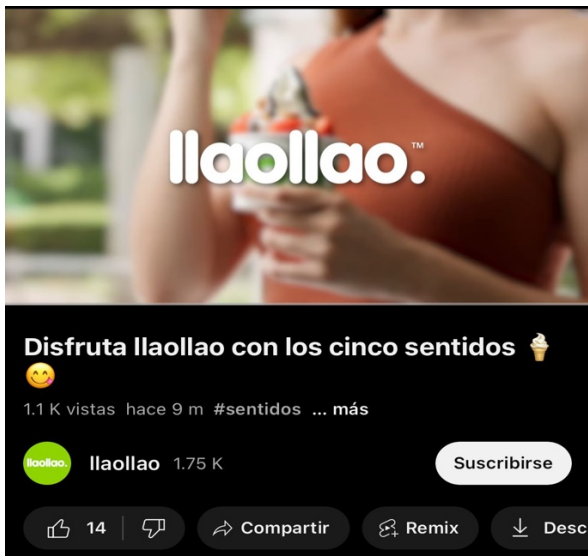 llaollao.™
Disfruta llaollao con los cinco sentidos 🍦
😋
1.1 K vistas hace 9 m #sentidos ... más
llaollao. llaollao 1.75 K Suscribirse
14 Compartir Remix Desc